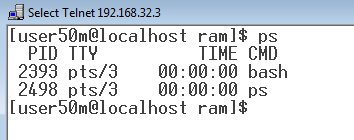 Select Telnet 192.168.32.3
[user50m@localhost ram]$ ps
  PID TTY          TIME CMD
 2393 pts/3    00:00:00 bash
 2498 pts/3    00:00:00 ps
[user50m@localhost ram]$